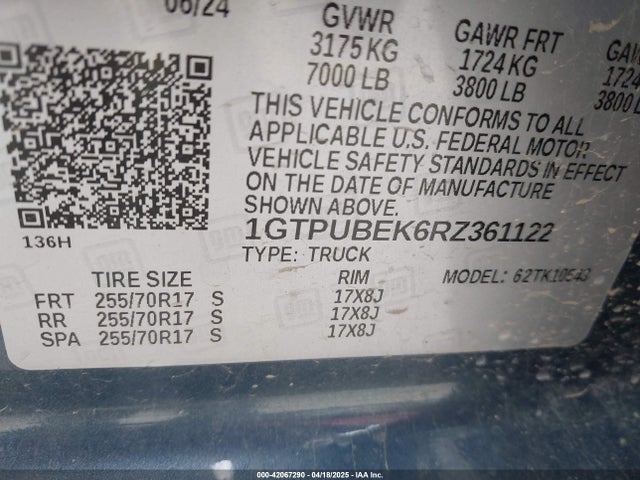 06/24
GVWR
3175 KG
7000 LB
GAWR FRT
1724 KG
3800 LB
GAW
1724
3800 L
THIS VEHICLE CONFORMS TO ALL
APPLICABLE U.S. FEDERAL MOTOR
VEHICLE SAFETY STANDARDS IN EFFECT
ON THE DATE OF MANUFACTURE
SHOWN ABOVE.
1GTPUBEK6RZ361122
TYPE: TRUCK
136H
TIRE SIZE RIM MODEL: 62TK10543
FRT 255/70R17 S 17X8J
RR 255/70R17 S 17X8J
SPA 255/70R17 S 17X8J
000-42067290 - 04/18/2025 - IAA Inc.